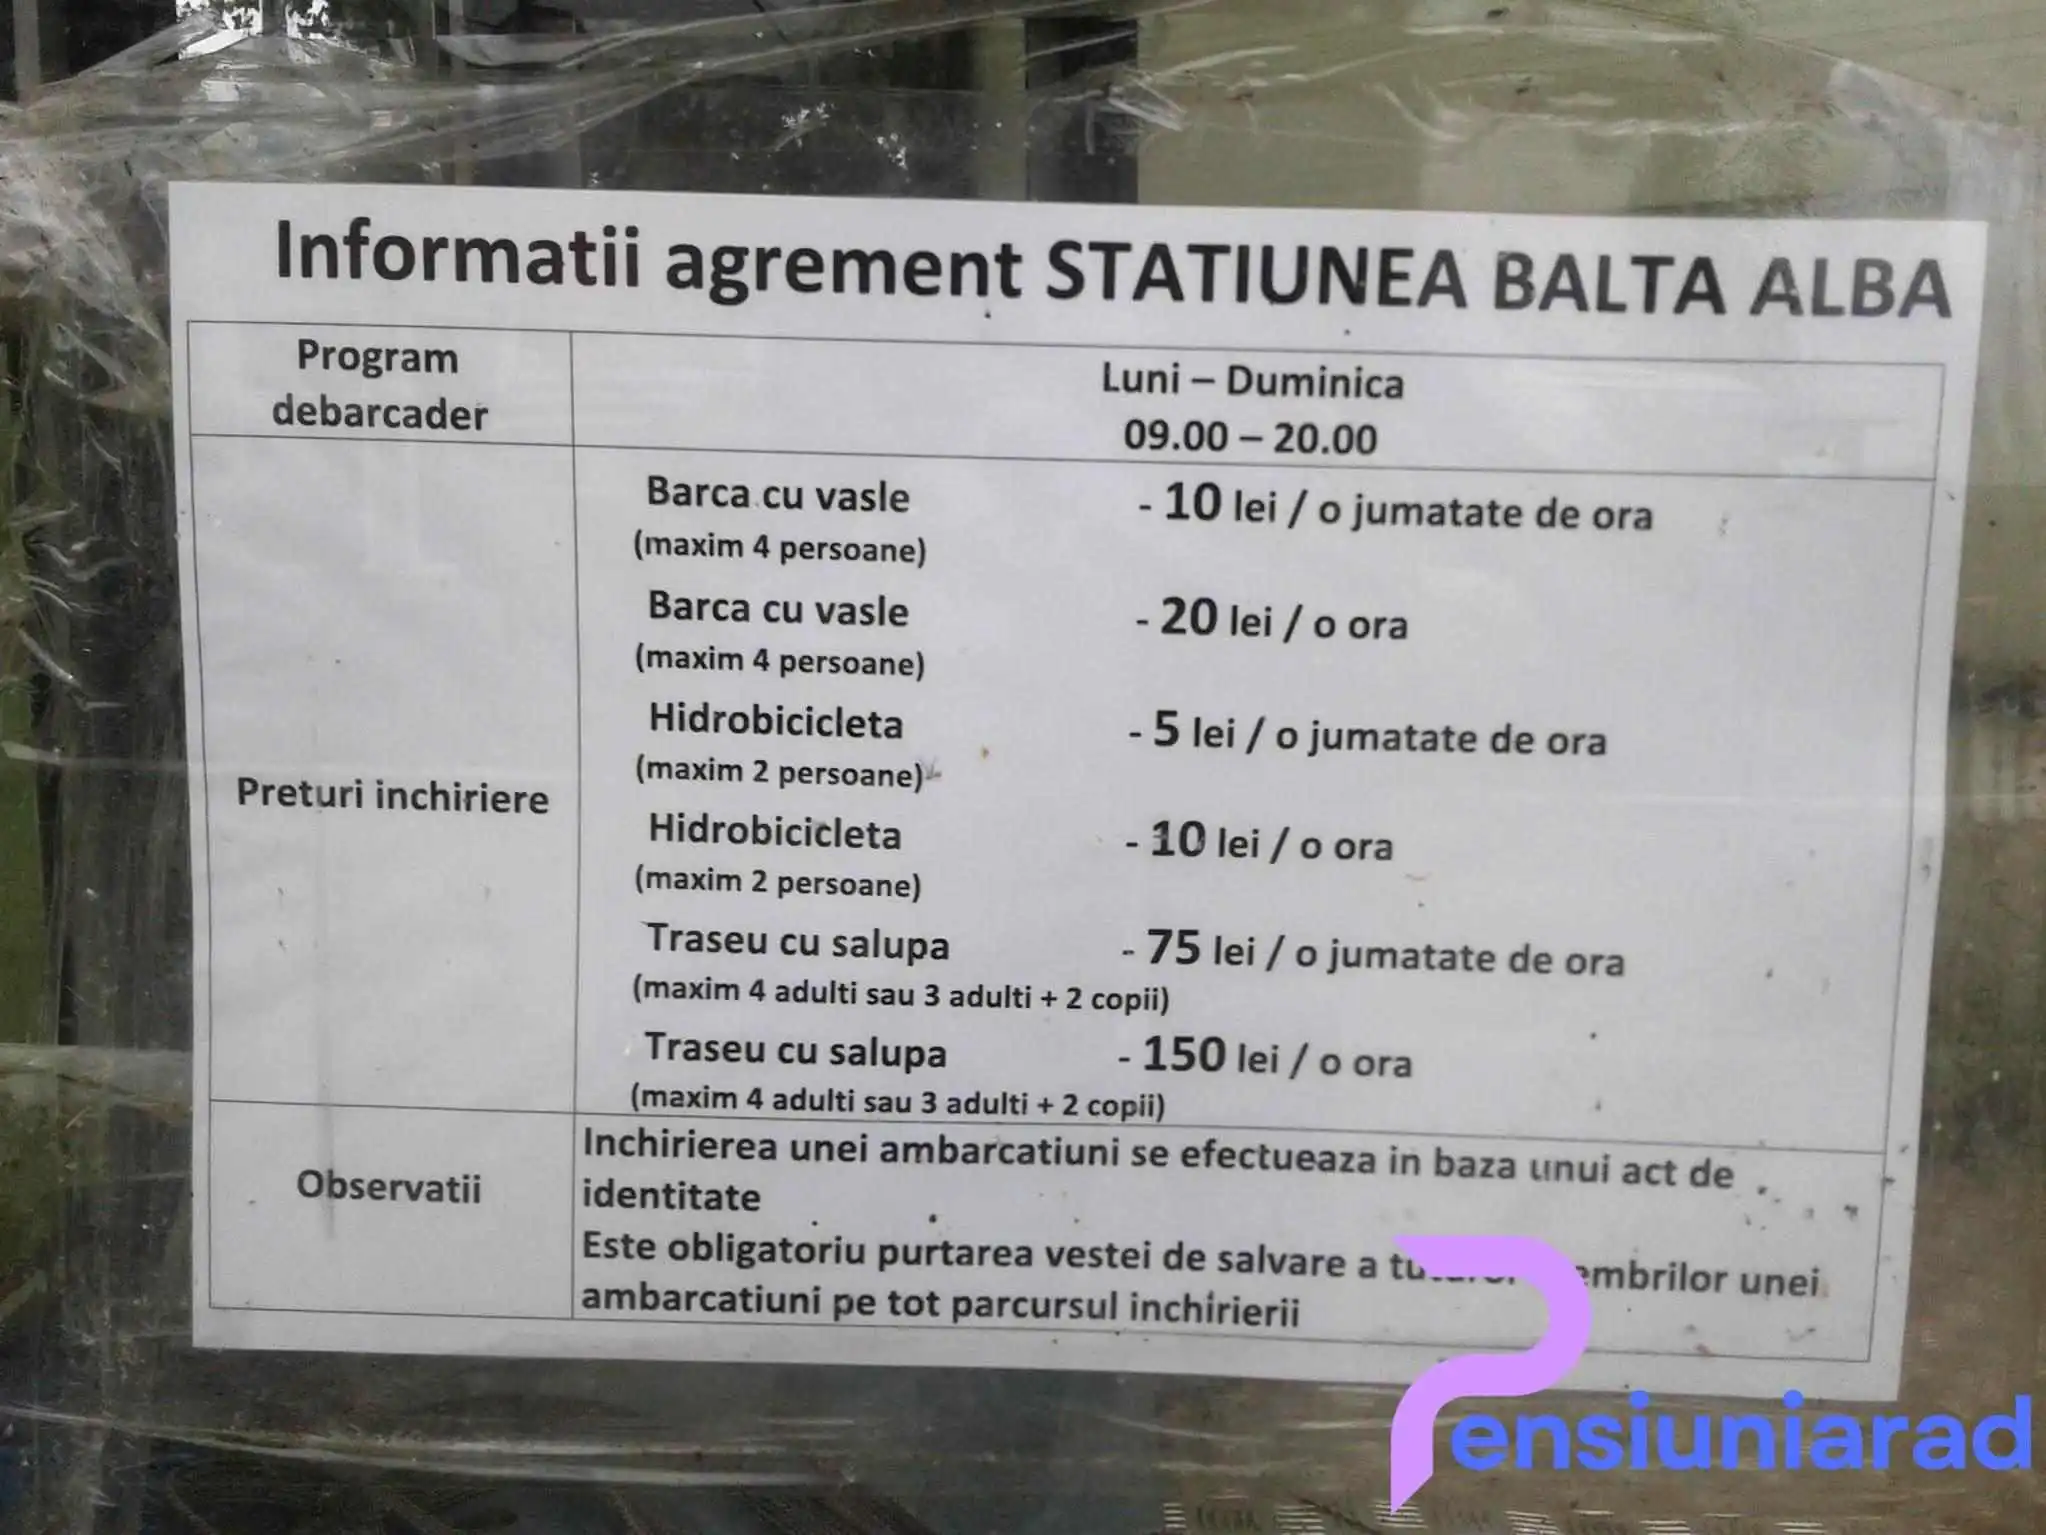 Informatii agrement STATIUNEA BALTA ALBA
Program
debarcader
Luni – Duminica
09.00 – 20.00
Preturi inchiriere
Barca cu vasle - 10 lei / o jumatate de ora
(maxim 4 persoane)
Barca cu vasle - 20 lei / o ora
(maxim 4 persoane)
Hidrobicicleta - 5 lei / o jumatate de ora
(maxim 2 persoane)
Hidrobicicleta - 10 lei / o ora
(maxim 2 persoane)
Traseu cu salupa - 75 lei / o jumatate de ora
(maxim 4 adulti sau 3 adulti + 2 copii)
Traseu cu salupa - 150 lei / o ora
(maxim 4 adulti sau 3 adulti + 2 copii)
Observatii
Inchirierea unei ambarcatiuni se efectueaza in baza unui act de
identitate
Este obligatoriu purtarea vestei de salvare a unei
ambarcatiuni pe tot parcursul inchirierii
Pensiuniarad